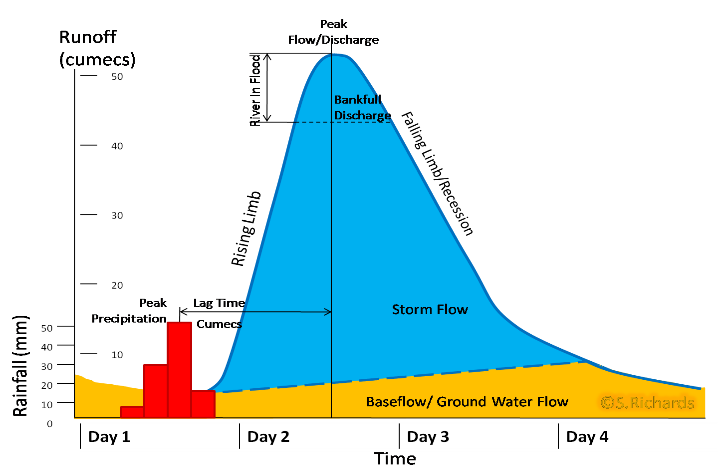 Peak
Flow/Discharge
Runoff
(cumecs)
50
River in Flood
Bankfull
Discharge
40
Falling Limb/Recession
30
Rising Limb
20
Peak
Precipitation
Lag Time
Cumecs
Storm Flow
10
Rainfall (mm)
50
40
30
20
10
0
Baseflow/ Ground Water Flow
©S.Richards
Day 1
Day 2
Day 3
Day 4
Time